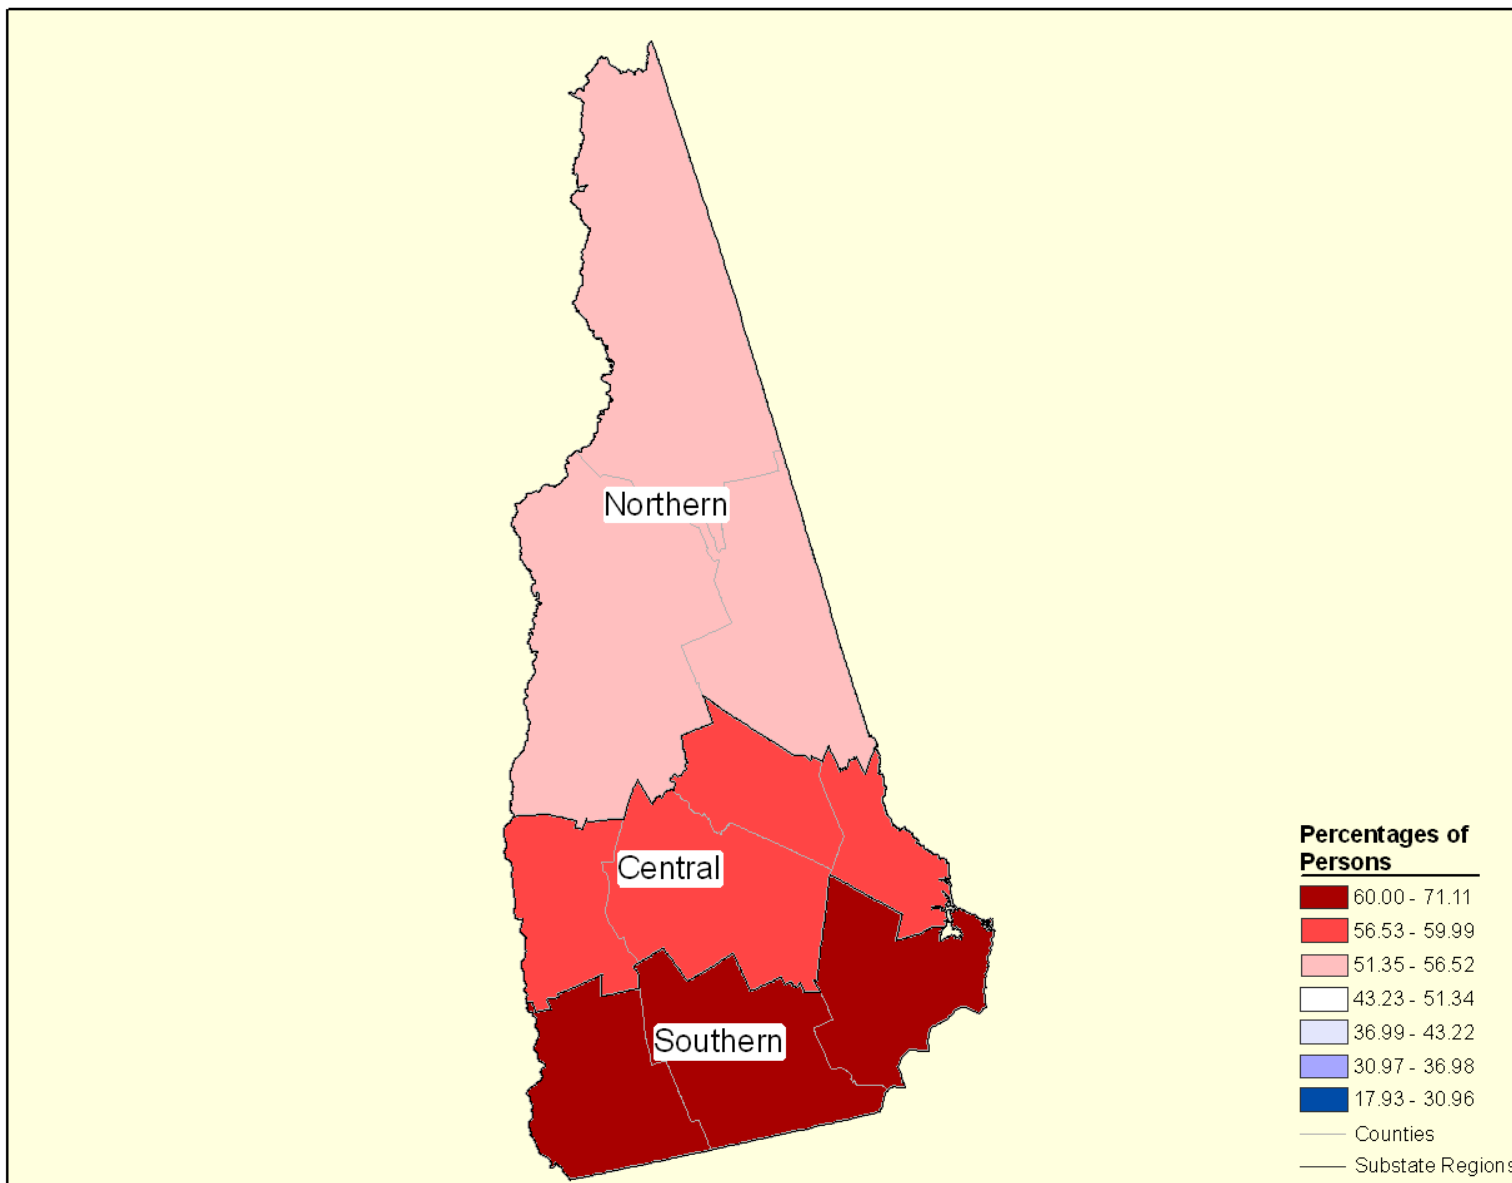 Northern
Central
Southern
Percentages of
Persons
60.00 - 71.11
56.53 - 59.99
51.35 - 56.52
43.23 - 51.34
36.99 - 43.22
30.97 - 36.98
17.93 - 30.96
Counties
Substate Regions